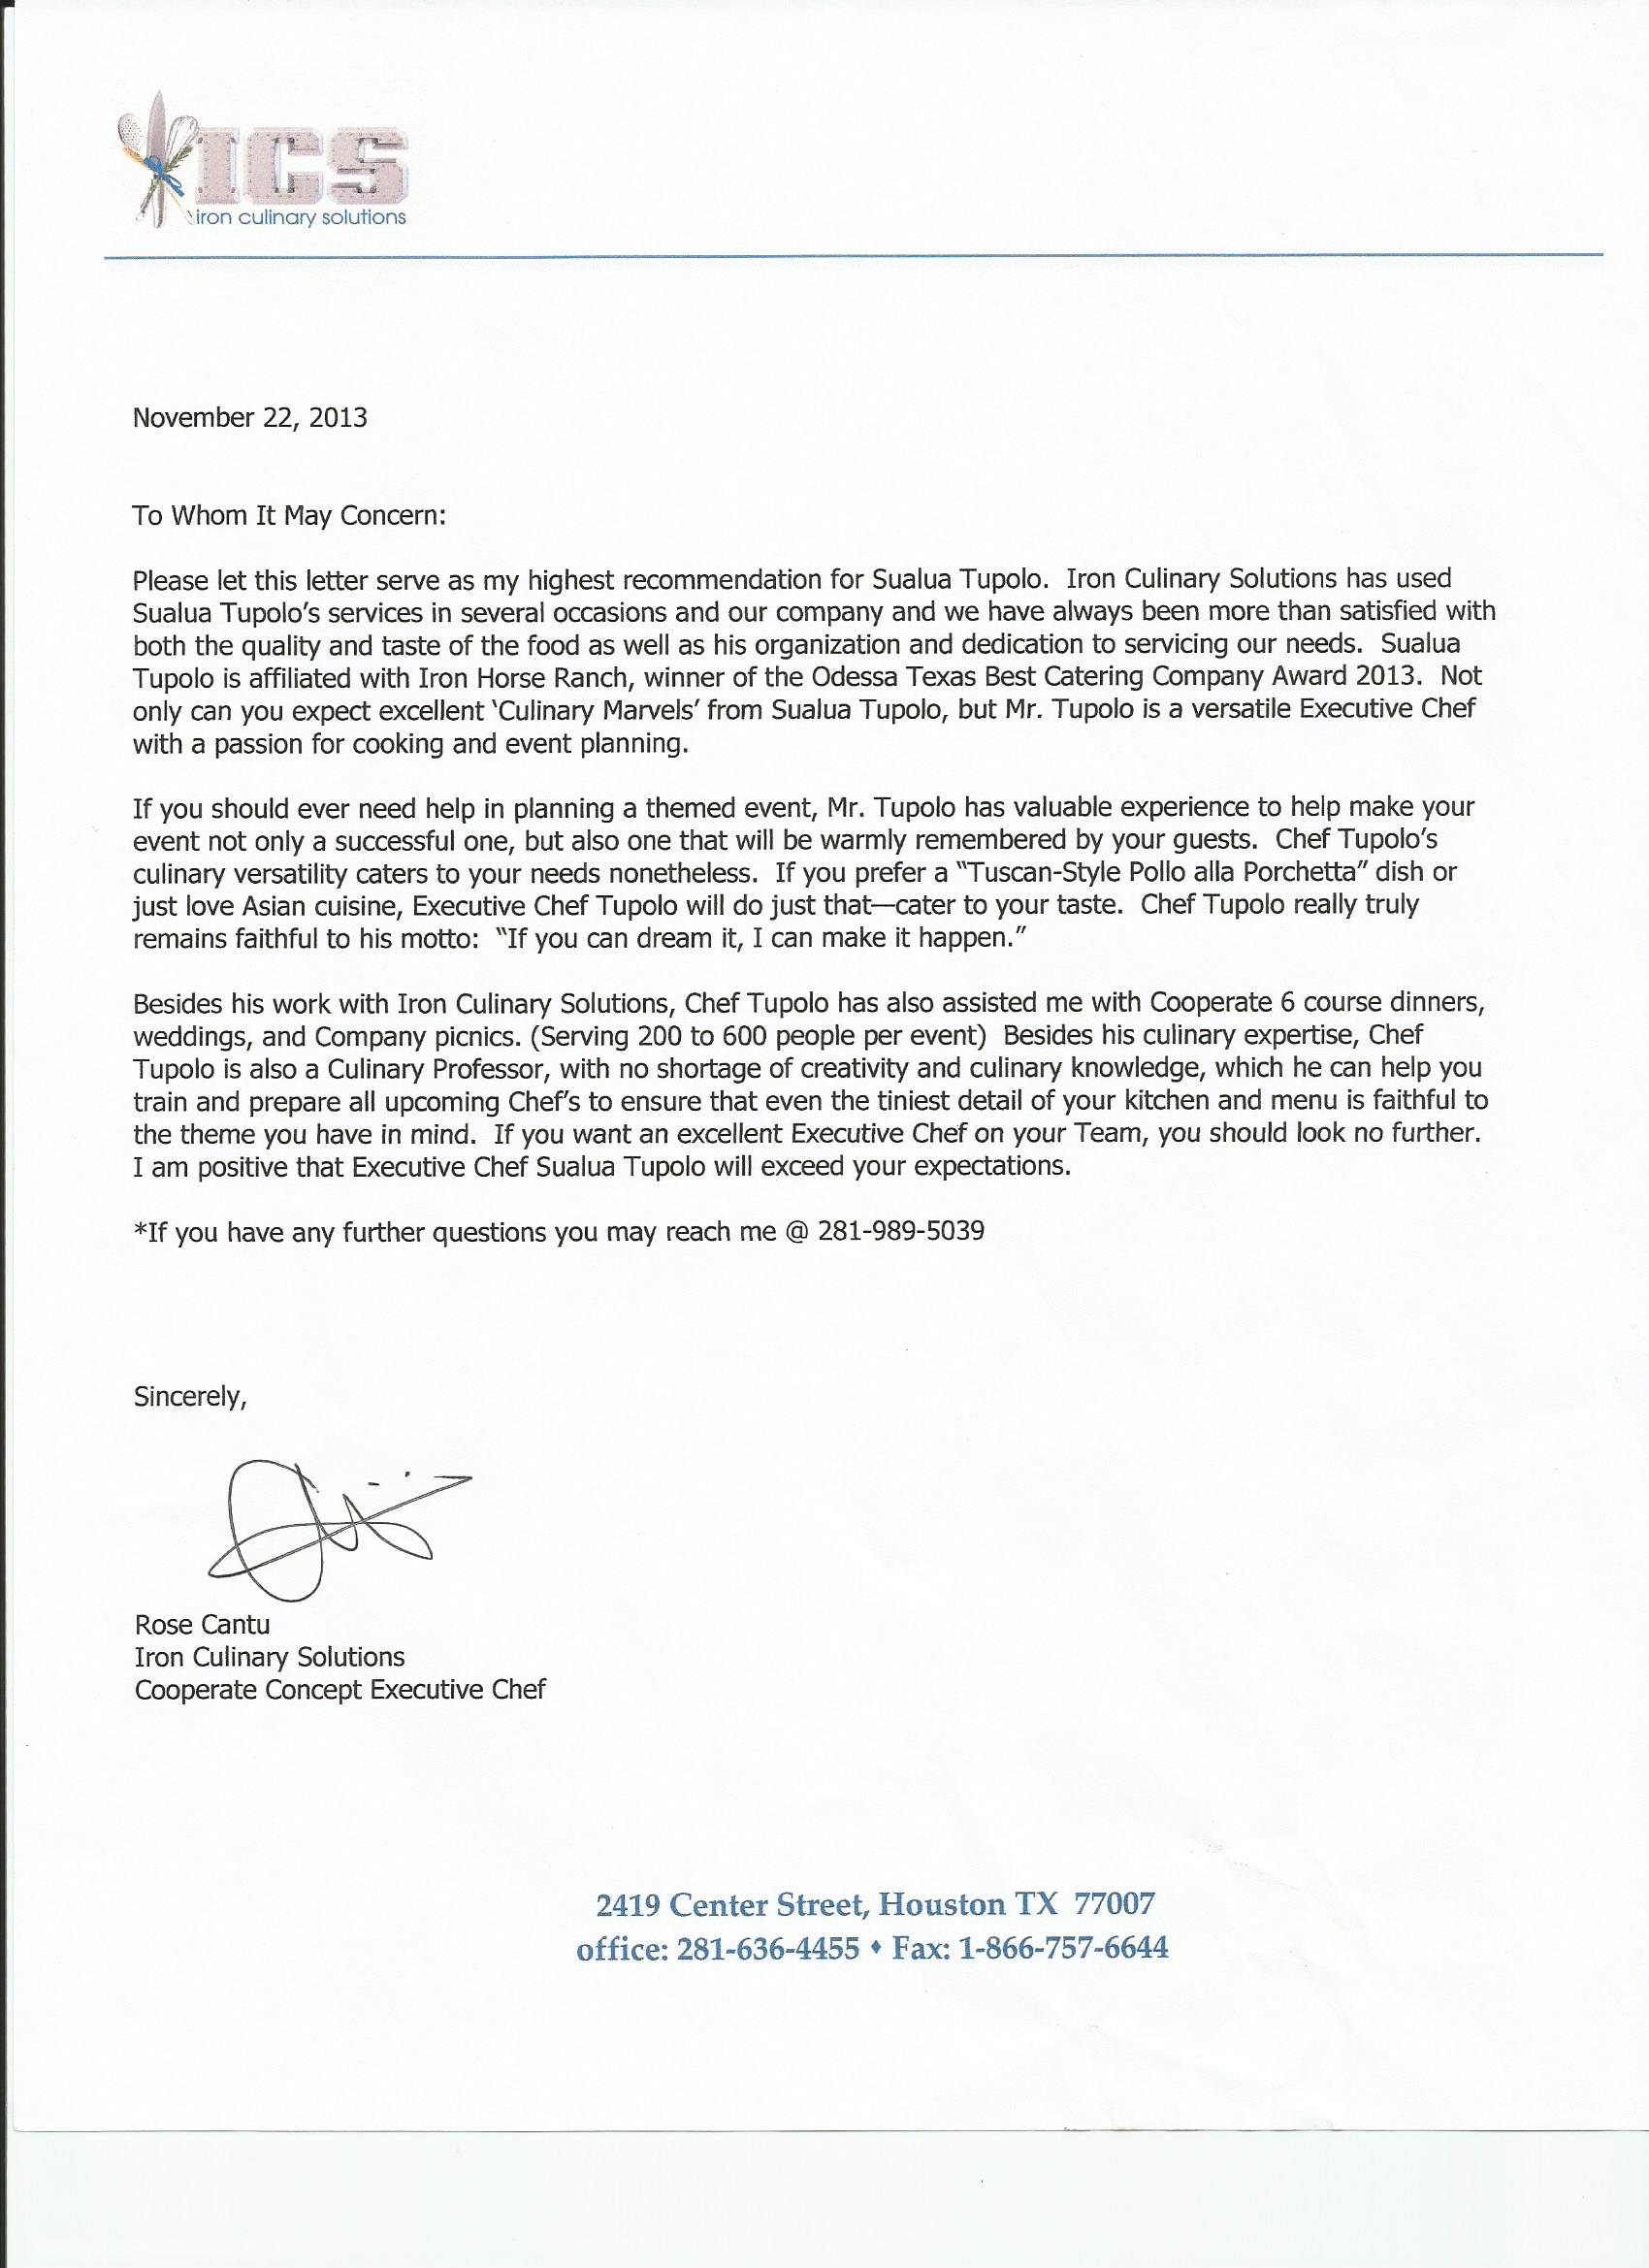 ICS
iron culinary solutions
November 22, 2013
To Whom It May Concern:
Please let this letter serve as my highest recommendation for Sualua Tupolo.  Iron Culinary Solutions has used
Sualua Tupolo's services in several occasions and our company and we have always been more than satisfied with
both the quality and taste of the food as well as his organization and dedication to servicing our needs.  Sualua
Tupolo is affiliated with Iron Horse Ranch, winner of the Odessa Texas Best Catering Company Award 2013.  Not
only can you expect excellent ‘Culinary Marvels’ from Sualua Tupolo, but Mr. Tupolo is a versatile Executive Chef
with a passion for cooking and event planning.
If you should ever need help in planning a themed event, Mr. Tupolo has valuable experience to help make your
event not only a successful one, but also one that will be warmly remembered by your guests.  Chef Tupolo's
culinary versatility caters to your needs nonetheless.  If you prefer a “Tuscan-Style Pollo alla Porchetta” dish or
just love Asian cuisine, Executive Chef Tupolo will do just that—cater to your taste.  Chef Tupolo really truly
remains faithful to his motto:  “If you can dream it, I can make it happen.”
Besides his work with Iron Culinary Solutions, Chef Tupolo has also assisted me with Cooperate 6 course dinners,
weddings, and Company picnics. (Serving 200 to 600 people per event)  Besides his culinary expertise, Chef
Tupolo is also a Culinary Professor, with no shortage of creativity and culinary knowledge, which he can help you
train and prepare all upcoming Chef's to ensure that even the tiniest detail of your kitchen and menu is faithful to
the theme you have in mind.  If you want an excellent Executive Chef on your Team, you should look no further.
I am positive that Executive Chef Sualua Tupolo will exceed your expectations.
*If you have any further questions you may reach me @ 281-989-5039
Sincerely,
Rose Cantu
Iron Culinary Solutions
Cooperate Concept Executive Chef
2419 Center Street, Houston TX  77007
office: 281-636-4455 ♦ Fax: 1-866-757-6644